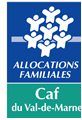 ALLOCATIONS
FAMILIALES
Caf
du Val-de-Marne